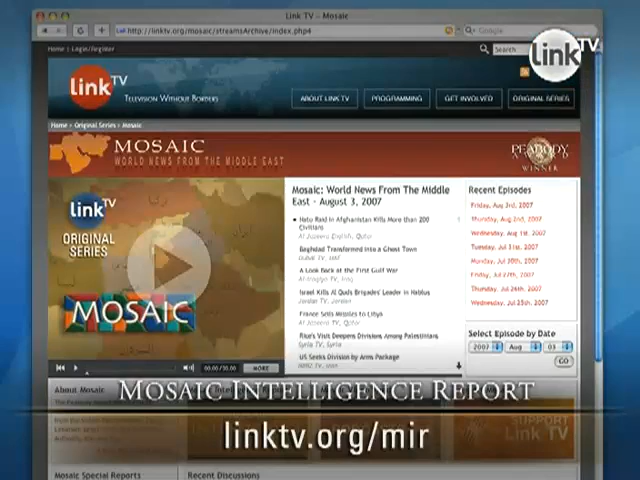 Link TV – Mosaic
http://linktv.org/mosaic/streamsArchive/index.php4
Google
Home | Login/Register
Search
link TV
link TV
Television Without Borders
ABOUT LINK TV
PROGRAMMING
GET INVOLVED
ORIGINAL SERIES
Home > Original Series > Mosaic
MOSAIC
WORLD NEWS FROM THE MIDDLE EAST
PEABODY
AWARD
WINNER
link TV
ORIGINAL
SERIES
MOSAIC
00:00/30:00
MORE
Mosaic: World News From The Middle
East - August 3, 2007
Nato Raid in Afghanistan Kills More than 200
Civilians
Al Jazeera English, Qatar
Baghdad Transformed into a Ghost Town
Dubai TV, UAE
A Look Back at the First Gulf War
Al-Iraqiya TV, Iraq
Israel Kills Al Quds Brigades' Leader in Nablus
Jordan TV, Jordan
France Sells Missiles to Libya
Al Jazeera TV, Qatar
Rice's Visit Deepens Divisions Among Palestinians
Syria TV, Syria
US Seeks Division by Arms Package
Recent Episodes
Friday, Aug 3rd, 2007
Thursday, Aug 2nd, 2007
Wednesday, Aug 1st, 2007
Tuesday, Jul 31st, 2007
Monday, Jul 30th, 2007
Friday, Jul 27th, 2007
Thursday, Jul 26th, 2007
Wednesday, Jul 25th, 2007
Select Episode by Date
2007
Aug
03
GO
About Mosaic
MOSAIC INTELLIGENCE REPORT
linktv.org/mir
SUPPORT
Link TV
Mosaic Special Reports
Recent Discussions